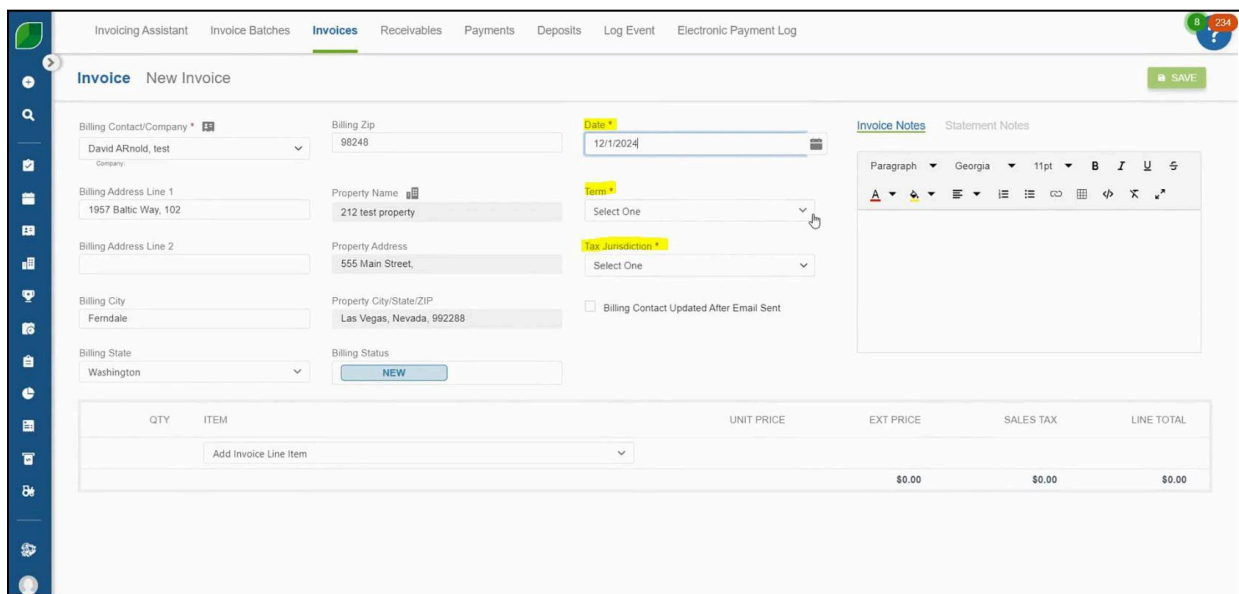 Invoicing Assistant Invoice Batches Invoices Receivables Payments Deposits Log Event Electronic Payment Log
8 234
?
Invoice New Invoice
SAVE
Billing Contact/Company *
David ARnold, test
Company:
Billing Address Line 1
1957 Baltic Way, 102
Billing Address Line 2
Billing City
Ferndale
Billing State
Washington
Billing Zip
98248
Property Name
212 test property
Property Address
555 Main Street,
Property City/State/ZIP
Las Vegas, Nevada, 992288
Billing Status
NEW
Date *
12/1/2024
Term *
Select One
Tax Jurisdiction *
Select One
Billing Contact Updated After Email Sent
Invoice Notes Statement Notes
Paragraph Georgia 11pt B I U S
A
QTY ITEM UNIT PRICE EXT PRICE SALES TAX LINE TOTAL
Add Invoice Line Item
$0.00 $0.00 $0.00